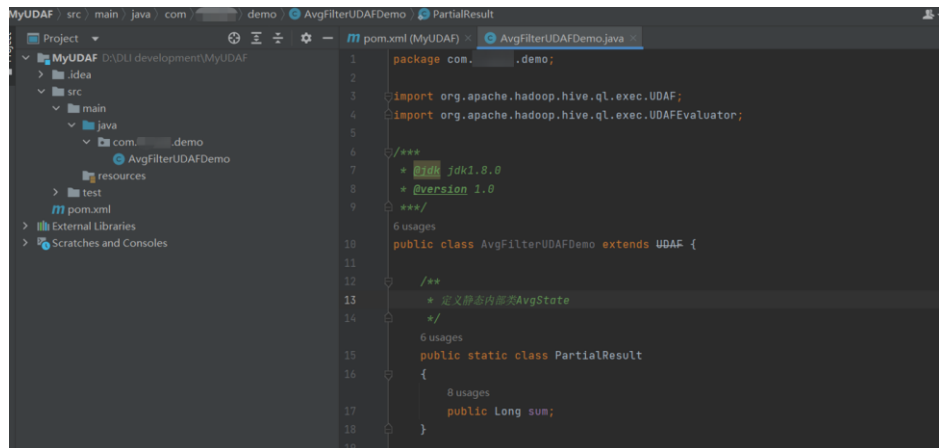 MyUDAF src main java com demo AvgFilterUDAFDemo PartialResult
Project
pom.xml (MyUDAF)
AvgFilterUDAFDemo.java
MyUDAF D:\DLI development\MyUDAF
.idea
src
main
java
com. .demo
AvgFilterUDAFDemo
resources
test
pom.xml
External Libraries
Scratches and Consoles
1 package com. .demo;
2
3 import org.apache.hadoop.hive.ql.exec.UDAF;
4 import org.apache.hadoop.hive.ql.exec.UDAFEvaluator;
5
6 /***
7 * @jdk jdk1.8.0
8 * @version 1.0
9 ***/
6 usages
10 public class AvgFilterUDAFDemo extends UDAF {
11
12 /**
13 * 定义静态内部类AvgState
14 */
6 usages
15 public static class PartialResult
16 {
8 usages
17 public Long sum;
18 }
19